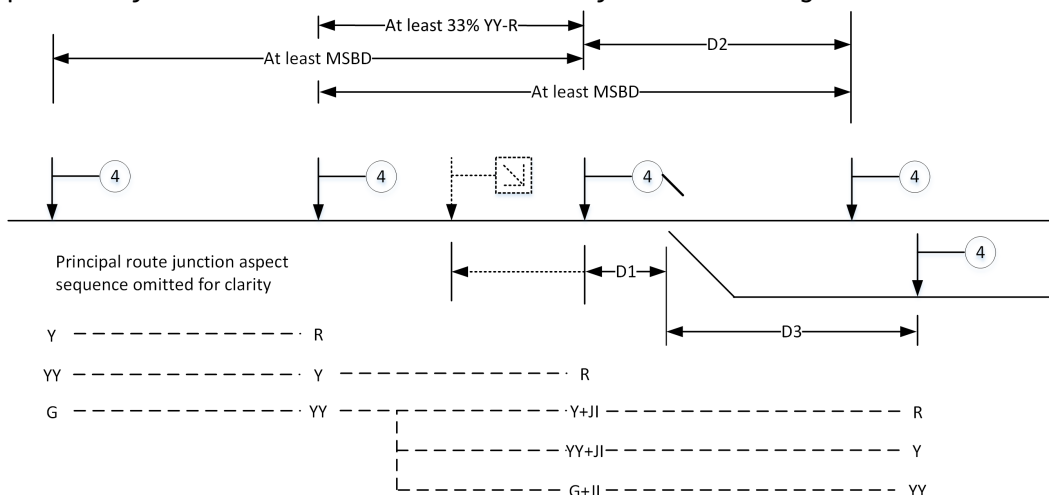 At least 33% YY-R
D2
At least MSBD
At least MSBD
4
4
4
4
4
D1
Principal route junction aspect
sequence omitted for clarity
D3
Y R
YY Y R
G YY Y+JI R
YY+JI Y
G+JI YY